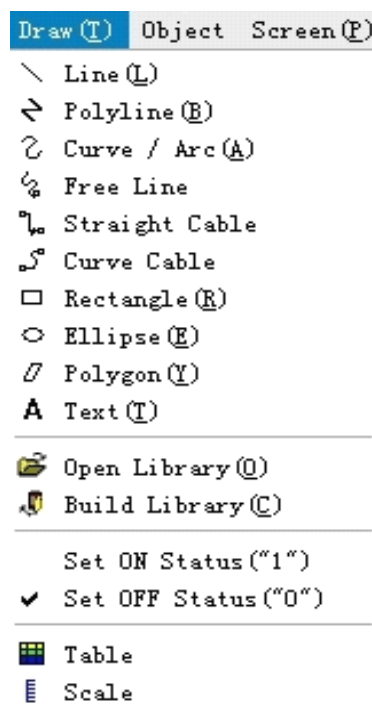 Draw(T) Object Screen(P)
Line(L)
Polyline(B)
Curve / Arc(A)
Free Line
Straight Cable
Curve Cable
Rectangle(R)
Ellipse(E)
Polygon(Y)
A Text(T)
Open Library(O)
Build Library(C)
Set ON Status("1")
Set OFF Status("0")
Table
Scale